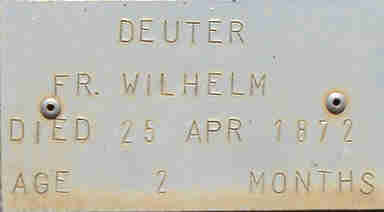 DEUTER
FR. WILHELM
DIED 25 APR 1872
AGE 2 MONTHS